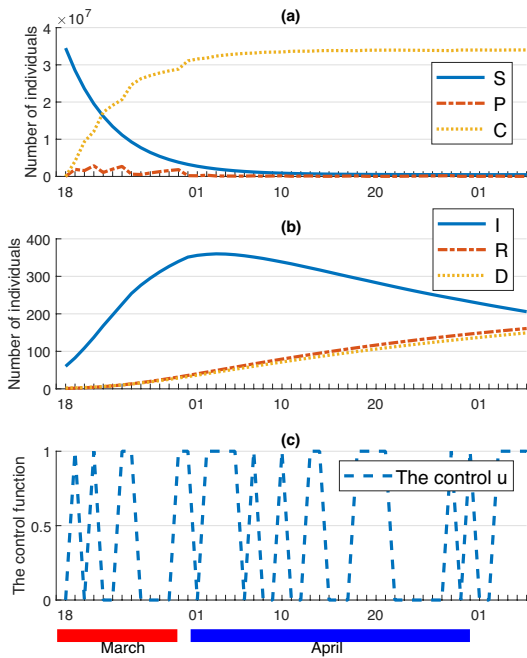 (a)
×10⁷
4
3
2
1
0
Number of individuals
S
P
C
18 01 10 20 01
(b)
400
300
200
100
0
Number of individuals
I
R
D
18 01 10 20 01
(c)
1
0.5
0
The control function
The control u
18 01 10 20 01
March April